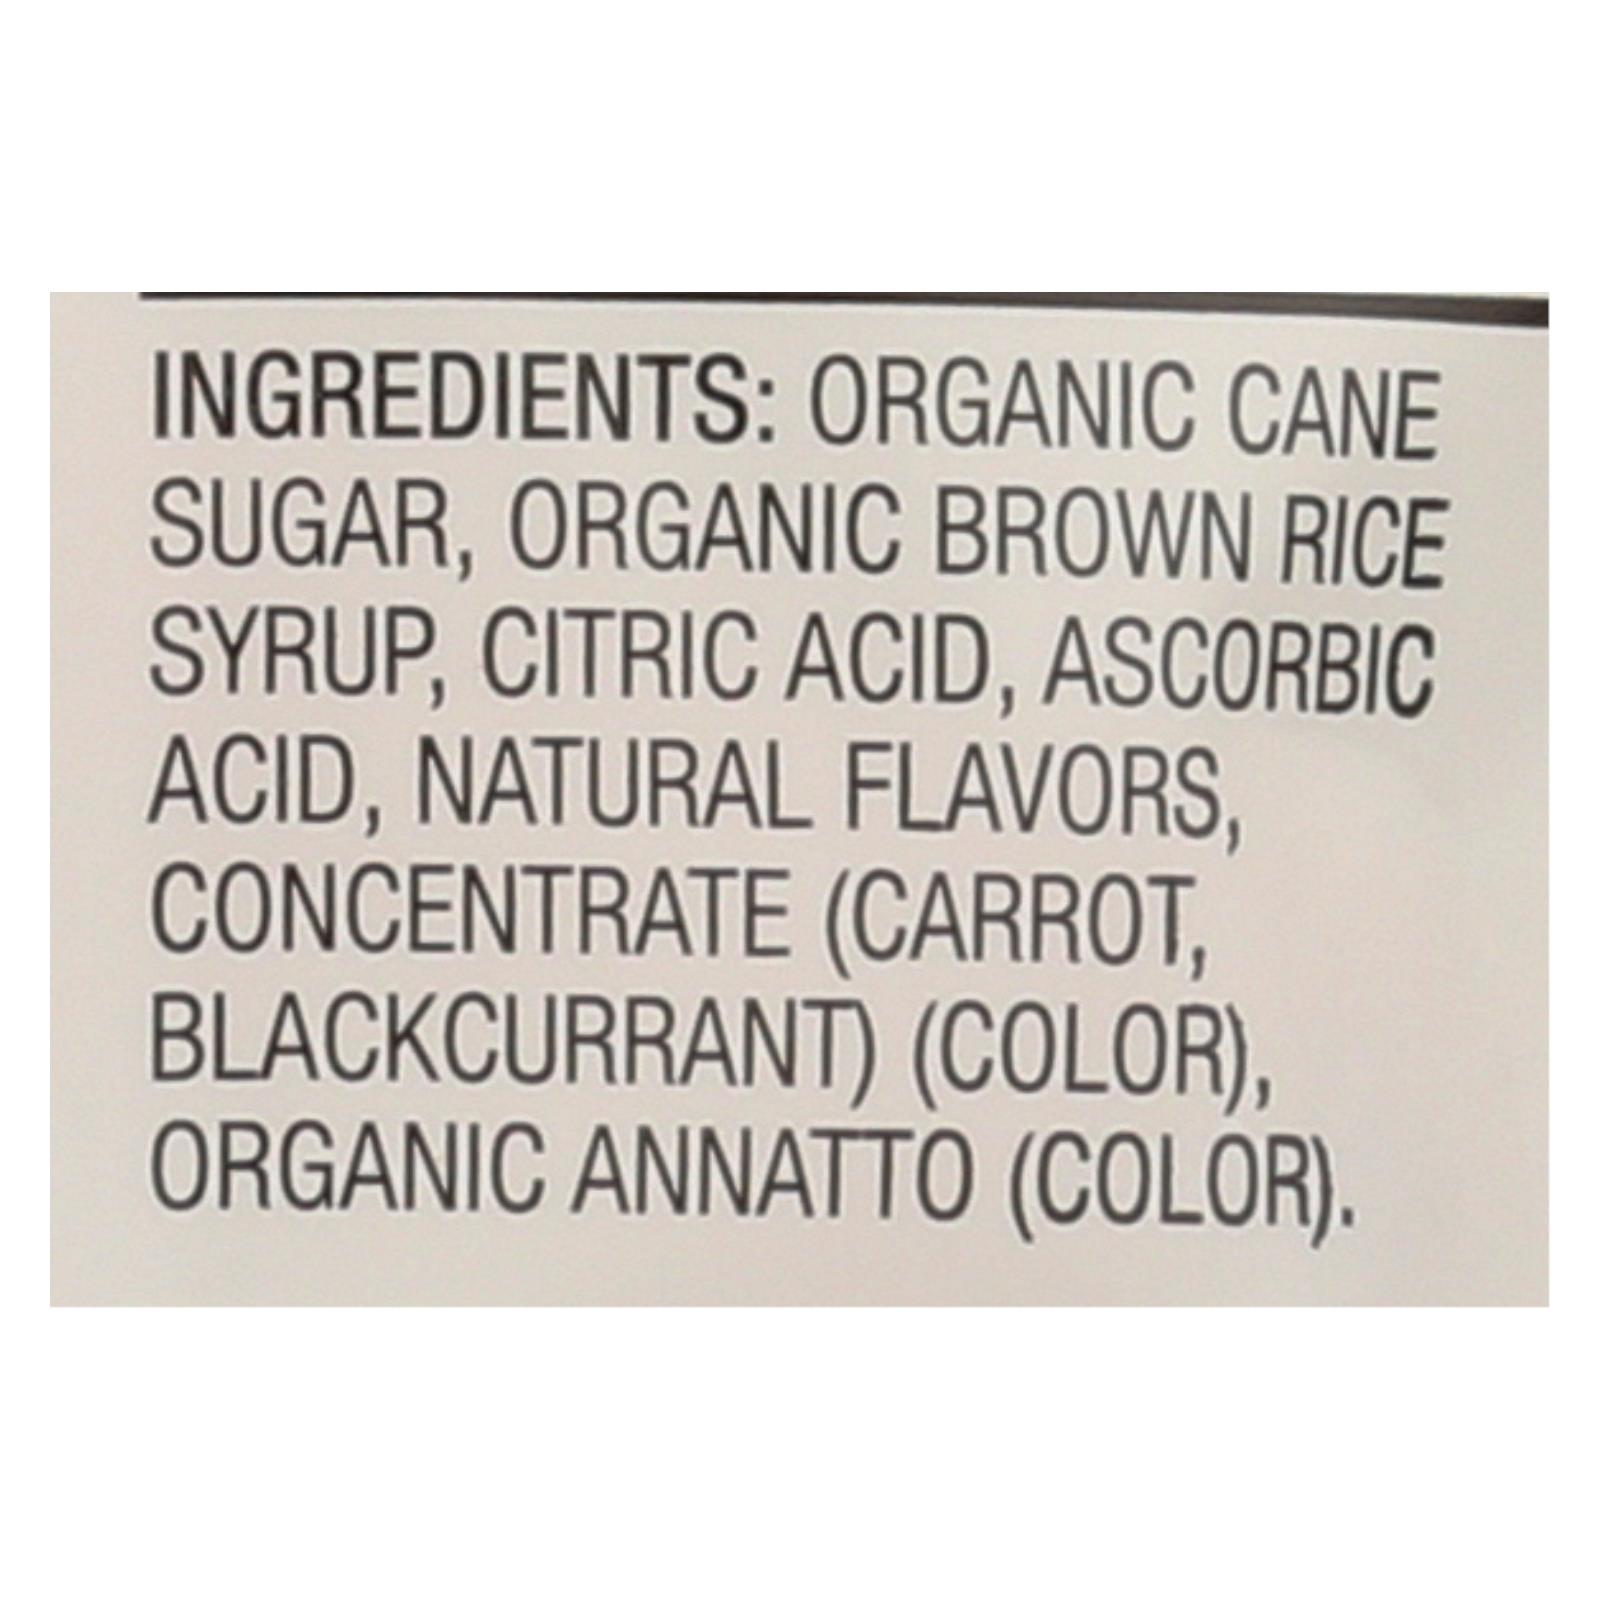 INGREDIENTS: ORGANIC CANE
SUGAR, ORGANIC BROWN RICE
SYRUP, CITRIC ACID, ASCORBIC
ACID, NATURAL FLAVORS,
CONCENTRATE (CARROT,
BLACKCURRANT) (COLOR),
ORGANIC ANNATTO (COLOR).